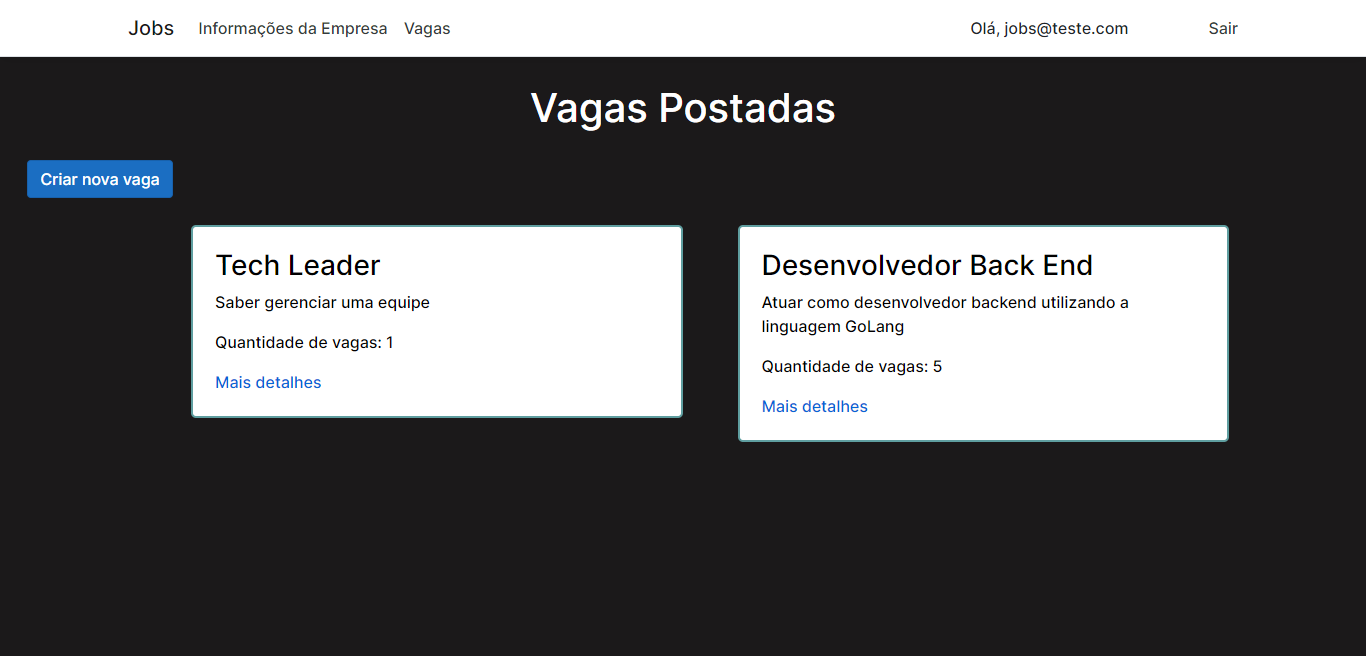 Jobs Informações da Empresa Vagas Olá, jobs@teste.com Sair
Vagas Postadas
Criar nova vaga
Tech Leader
Saber gerenciar uma equipe
Quantidade de vagas: 1
Mais detalhes
Desenvolvedor Back End
Atuar como desenvolvedor backend utilizando a
linguagem GoLang
Quantidade de vagas: 5
Mais detalhes